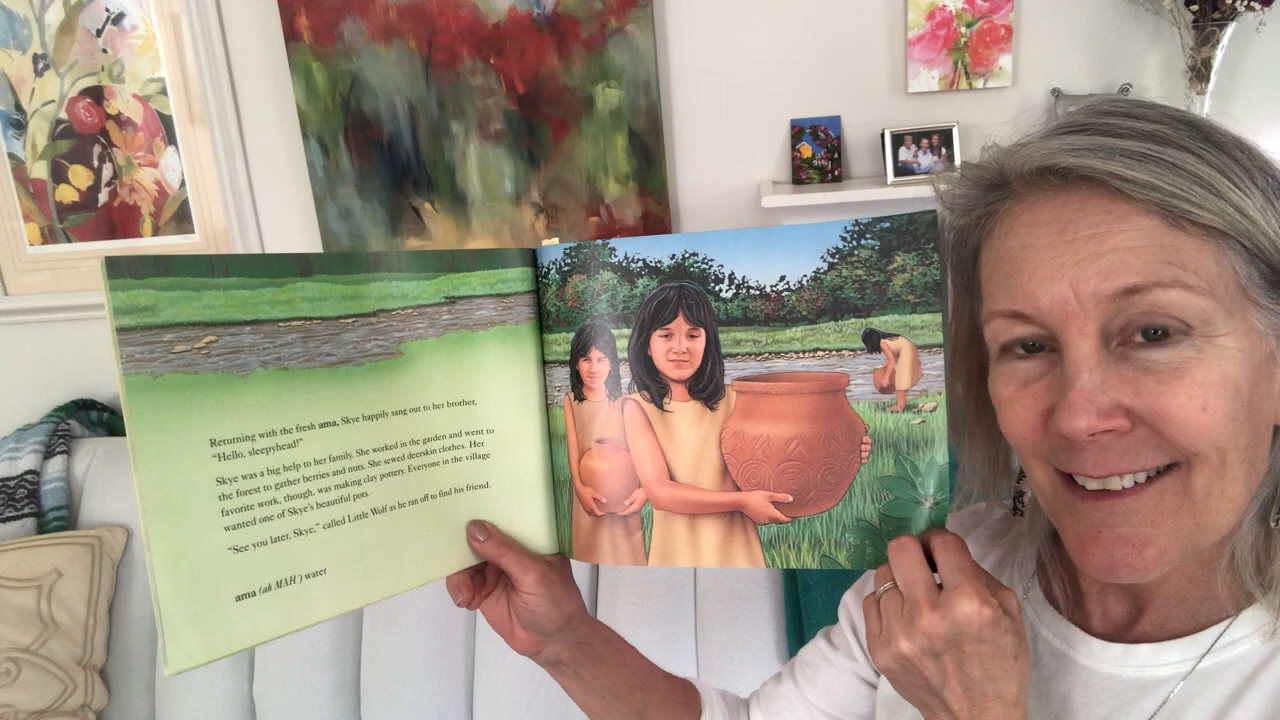 Returning with the fresh ama, Skye happily sang out to her brother,
“Hello, sleepyhead!”
Skye was a big help to her family. She worked in the garden and went to
the forest to gather berries and nuts. She sewed deerskin clothes. Her
favorite work, though, was making clay pottery. Everyone in the village
wanted one of Skye’s beautiful pots.
“See you later, Skye,” called Little Wolf as he ran off to find his friend.
ama (ah MAH’) water